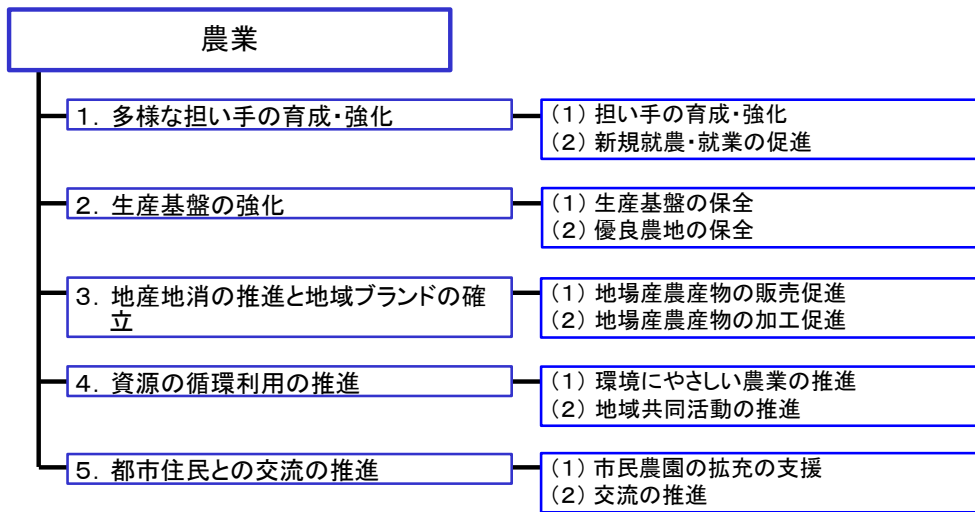 農業
1．多様な担い手の育成・強化
(1) 担い手の育成・強化
(2) 新規就農・就業の促進
2．生産基盤の強化
(1) 生産基盤の保全
(2) 優良農地の保全
3．地産地消の推進と地域ブランドの確
立
(1) 地場産農産物の販売促進
(2) 地場産農産物の加工促進
4．資源の循環利用の推進
(1) 環境にやさしい農業の推進
(2) 地域共同活動の推進
5．都市住民との交流の推進
(1) 市民農園の拡充の支援
(2) 交流の推進